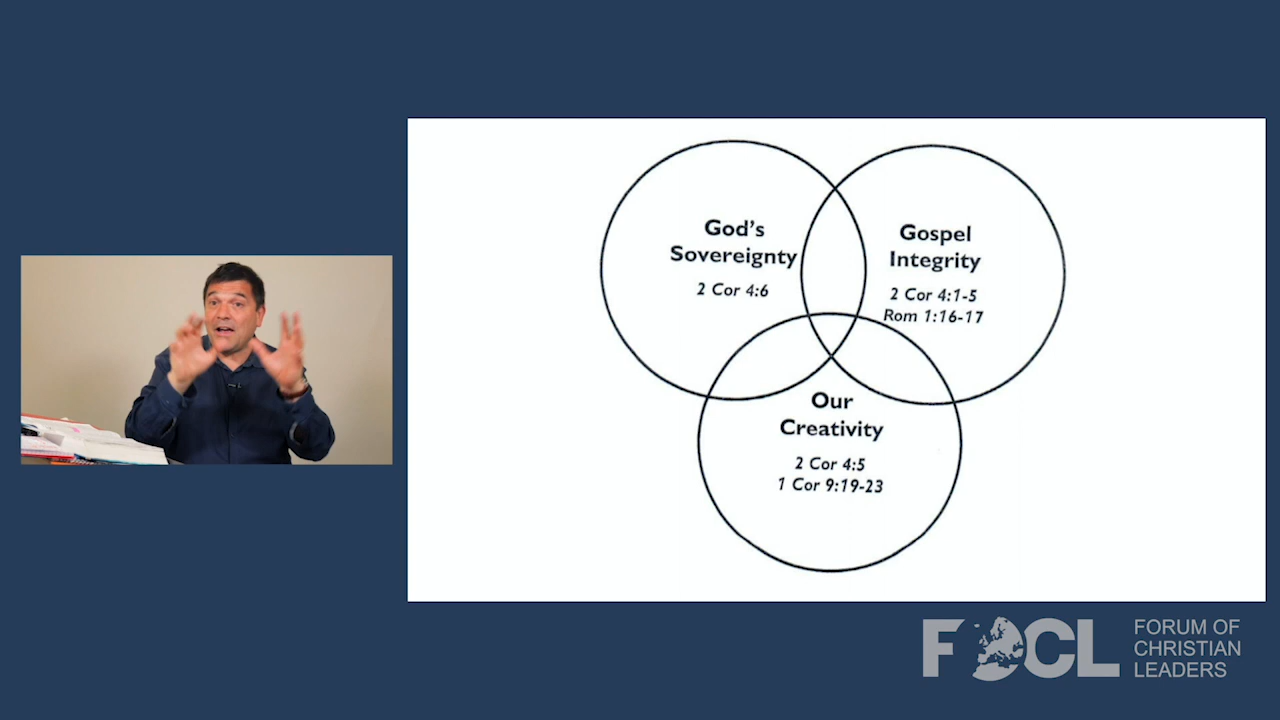 God's
Sovereignty
2 Cor 4:6
Gospel
Integrity
2 Cor 4:1-5
Rom 1:16-17
Our
Creativity
2 Cor 4:5
1 Cor 9:19-23
FOCL
FORUM OF
CHRISTIAN
LEADERS